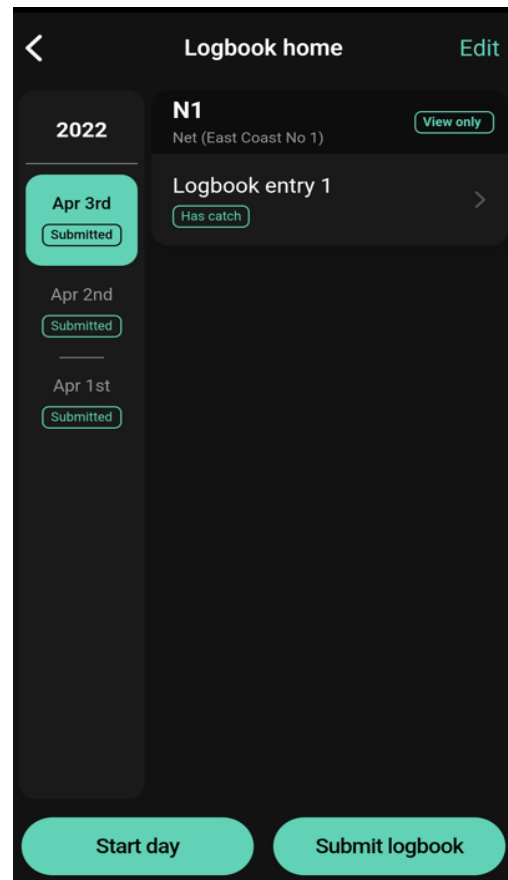 Logbook home
Edit
2022
Apr 3rd
Submitted
Apr 2nd
Submitted
Apr 1st
Submitted
N1
Net (East Coast No 1)
View only
Logbook entry 1
Has catch
Start day
Submit logbook